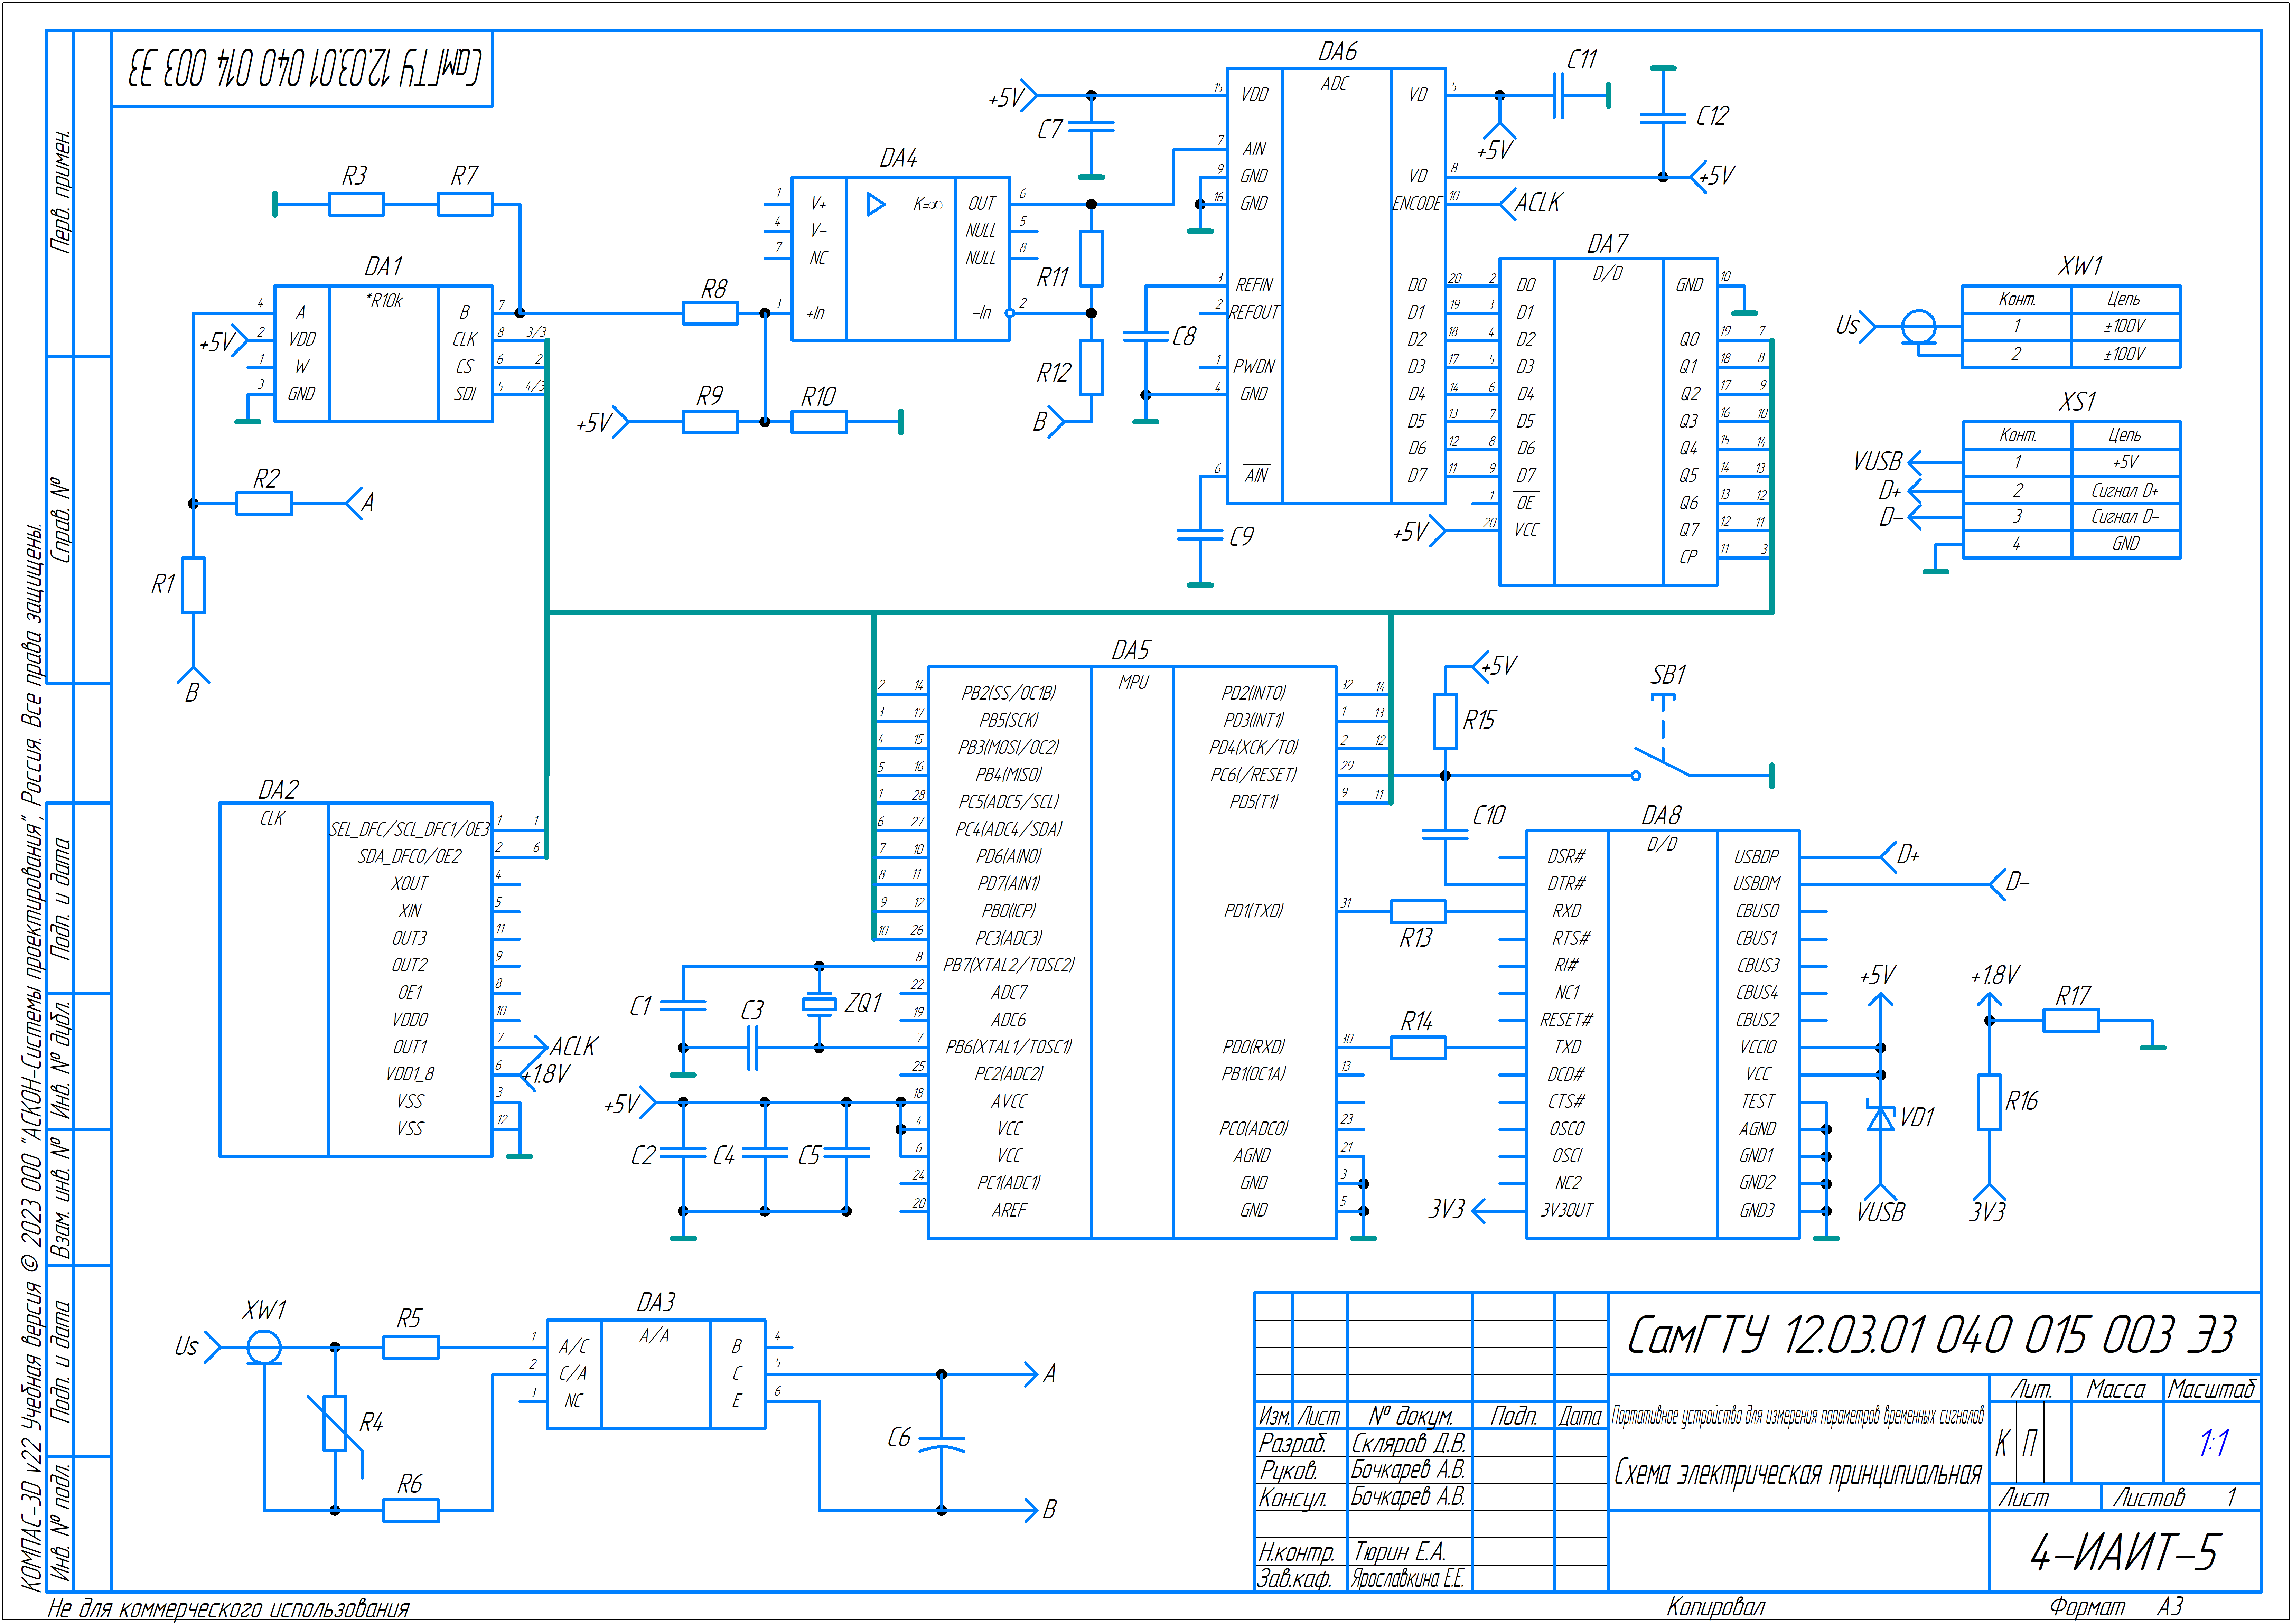 СамГТУ 12.03.01 040 014 003 ЭЗ
Перв. примен.
Справ. №
Подп. и дата
Инв. № дубл.
Взам. инв. №
Подп. и дата
Инв. № подл.
КОМПАС-3D v22 Учебная версия © 2023 ООО "АСКОН-Системы проектирования", Россия. Все права защищены.
R3
R7
DA1
*R10k
4 A
+5V 2 VDD
1 W
3 GND
B 7
CLK 8 3/3
CS 6 2
SDI 5 4/3
R2
A
R1
B
R8
+5V
R9
R10
DA4
K=∞
1 V+
4 V-
7 NC
3 +In
OUT 6
NULL 5
NULL 8
-In 2
R11
R12
B
+5V
C7
C8
C9
DA6
ADC
15 VDD
7 AIN
9 GND
16 GND
3 REFIN
2 REFOUT
1 PWDN
4 GND
6 AIN
VD 5
VD 8
ENCODE 10
D0 20
D1 19
D2 18
D3 17
D4 14
D5 13
D6 12
D7 11
C11
+5V
C12
+5V
ACLK
DA7
D/D
2 D0
3 D1
4 D2
5 D3
6 D4
7 D5
8 D6
9 D7
1 OE
+5V 20 VCC
GND 10
Q0 19 7
Q1 18 8
Q2 17 9
Q3 16 10
Q4 15 14
Q5 14 13
Q6 13 12
Q7 12 11
CP 11 3
XW1
Us
Конт. Цепь
1 ±100V
2 ±100V
XS1
Конт. Цепь
VUSB 1 +5V
D+ 2 Сигнал D+
D- 3 Сигнал D-
4 GND
DA2
CLK
SEL_DFC/SCL_DFC1/OE3 1 1
SDA_DFC0/OE2 2 6
XOUT 4
XIN 5
OUT3 11
OUT2 9
OE1 8
VDDO 10
OUT1 7 ACLK
VDD1_8 6 +1.8V
VSS 3
VSS 12
DA5
MPU
2 14 PB2(SS/OC1B)
3 17 PB5(SCK)
4 15 PB3(MOSI/OC2)
5 16 PB4(MISO)
1 28 PC5(ADC5/SCL)
6 27 PC4(ADC4/SDA)
7 10 PD6(AIN0)
8 11 PD7(AIN1)
9 12 PB0(ICP)
10 26 PC3(ADC3)
8 PB7(XTAL2/TOSC2)
22 ADC7
19 ADC6
7 PB6(XTAL1/TOSC1)
25 PC2(ADC2)
18 AVCC
4 VCC
6 VCC
24 PC1(ADC1)
20 AREF
PD2(INT0) 32 14
PD3(INT1) 1 13
PD4(XCK/T0) 2 12
PC6(/RESET) 29
PD5(T1) 9 11
PD1(TXD) 31
PD0(RXD) 30
PB1(OC1A) 13
PC0(ADC0) 23
AGND 21
GND 3
GND 5
C1
C3
ZQ1
+5V
C2
C4
C5
+5V
R15
SB1
C10
R13
R14
DA8
D/D
DSR#
DTR#
RXD
RTS#
RI#
NC1
RESET#
TXD
DCD#
CTS#
OSCO
OSCI
NC2
3V3 3V3OUT
USBDP
USBDM
CBUS0
CBUS1
CBUS3
CBUS4
CBUS2
VCCIO
VCC
TEST
AGND
GND1
GND2
GND3
D+
D-
+5V
VD1
VUSB
+1.8V
R17
R16
3V3
Us
XW1
R5
R4
R6
DA3
A/A
1 A/C
2 C/A
3 NC
B 4
C 5
E 6
C6
A
B
СамГТУ 12.03.01 040 015 003 ЭЗ
Изм. Лист № докум. Подп. Дата
Разраб. Скляров Д.В.
Руков. Бочкарев А.В.
Консул. Бочкарев А.В.
Н.контр. Тюрин Е.А.
Зав.каф. Ярославкина Е.Е.
Портативное устройство для измерения параметров временных сигналов
Схема электрическая принципиальная
Лит. Масса Масштаб
К П 1:1
Лист Листов 1
4-ИАИТ-5
Не для коммерческого использования
Копировал
Формат А3